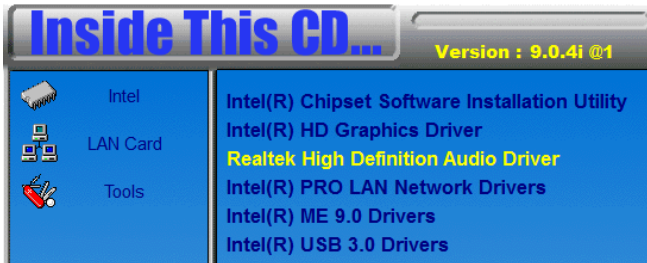 Inside This CD...
Version : 9.0.4i @1
Intel
LAN Card
Tools
Intel(R) Chipset Software Installation Utility
Intel(R) HD Graphics Driver
Realtek High Definition Audio Driver
Intel(R) PRO LAN Network Drivers
Intel(R) ME 9.0 Drivers
Intel(R) USB 3.0 Drivers